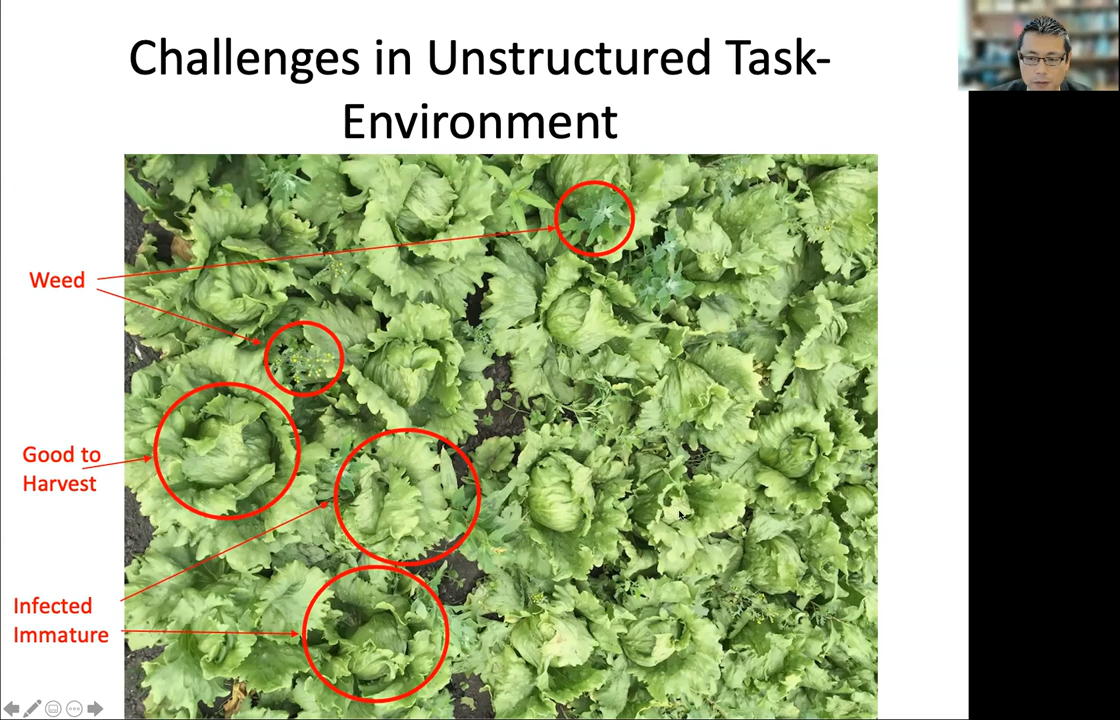 Challenges in Unstructured Task-
Environment
Weed
Good to
Harvest
Infected
Immature